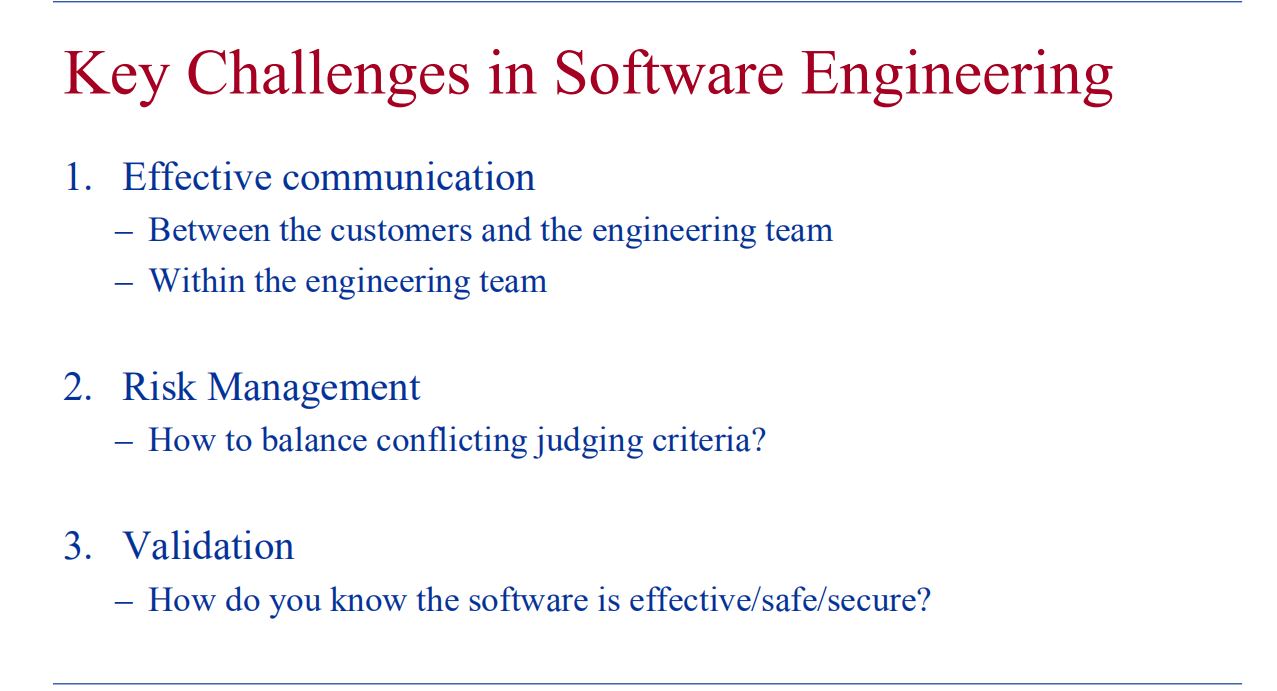 Key Challenges in Software Engineering
1. Effective communication
– Between the customers and the engineering team
– Within the engineering team
2. Risk Management
– How to balance conflicting judging criteria?
3. Validation
– How do you know the software is effective/safe/secure?